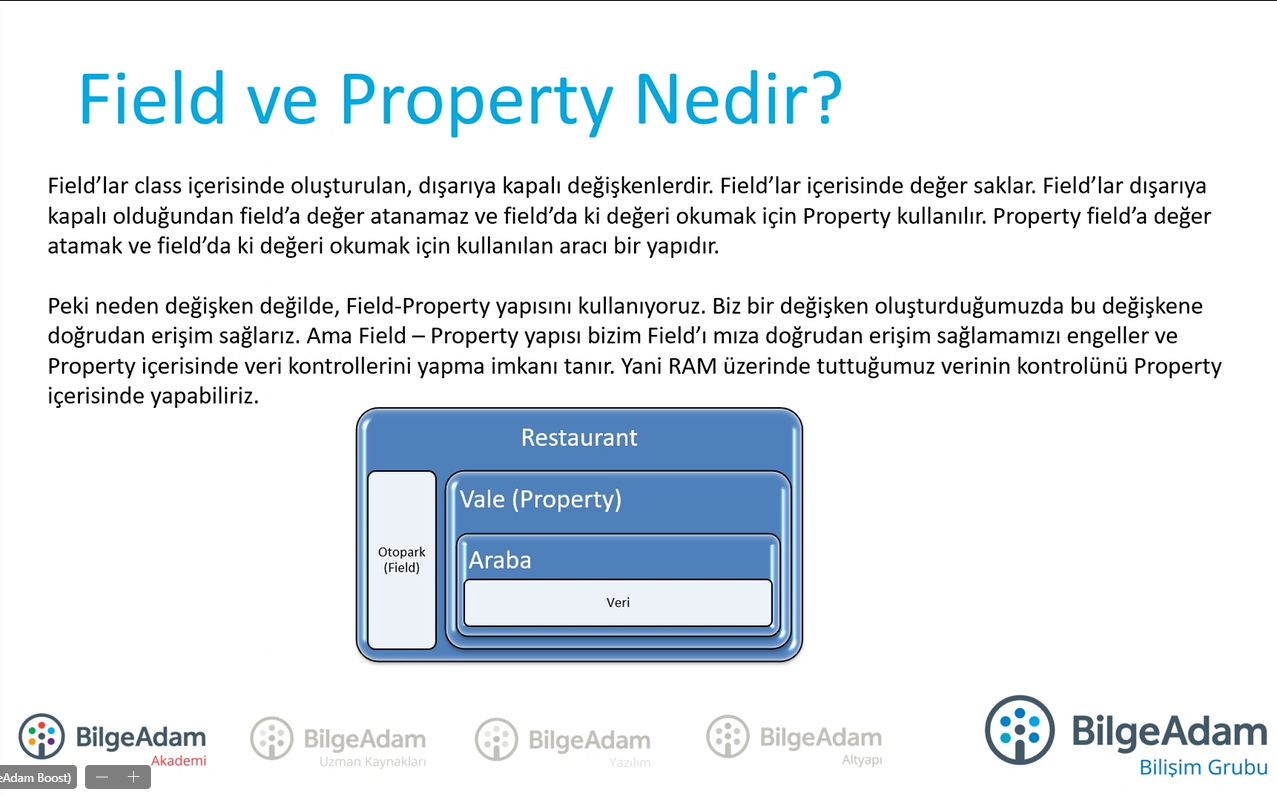 Field ve Property Nedir?
Field’lar class içerisinde oluşturulan, dışarıya kapalı değişkenlerdir. Field’lar içerisinde değer saklar. Field’lar dışarıya
kapalı olduğundan field’a değer atanamaz ve field’da ki değeri okumak için Property kullanılır. Property field’a değer
atamak ve field’da ki değeri okumak için kullanılan aracı bir yapıdır.
Peki neden değişken değilde, Field-Property yapısını kullanıyoruz. Biz bir değişken oluşturduğumuzda bu değişkene
doğrudan erişim sağlarız. Ama Field – Property yapısı bizim Field’ı mıza doğrudan erişim sağlamamızı engeller ve
Property içerisinde veri kontrollerini yapma imkanı tanır. Yani RAM üzerinde tuttuğumuz verinin kontrolünü Property
içerisinde yapabiliriz.
Restaurant
Otopark
(Field)
Vale (Property)
Araba
Veri
BilgeAdam
Akademi
BilgeAdam
Uzman Kaynakları
BilgeAdam
Yazılım
BilgeAdam
Altyapı
BilgeAdam
Bilişim Grubu
eAdam Boost)